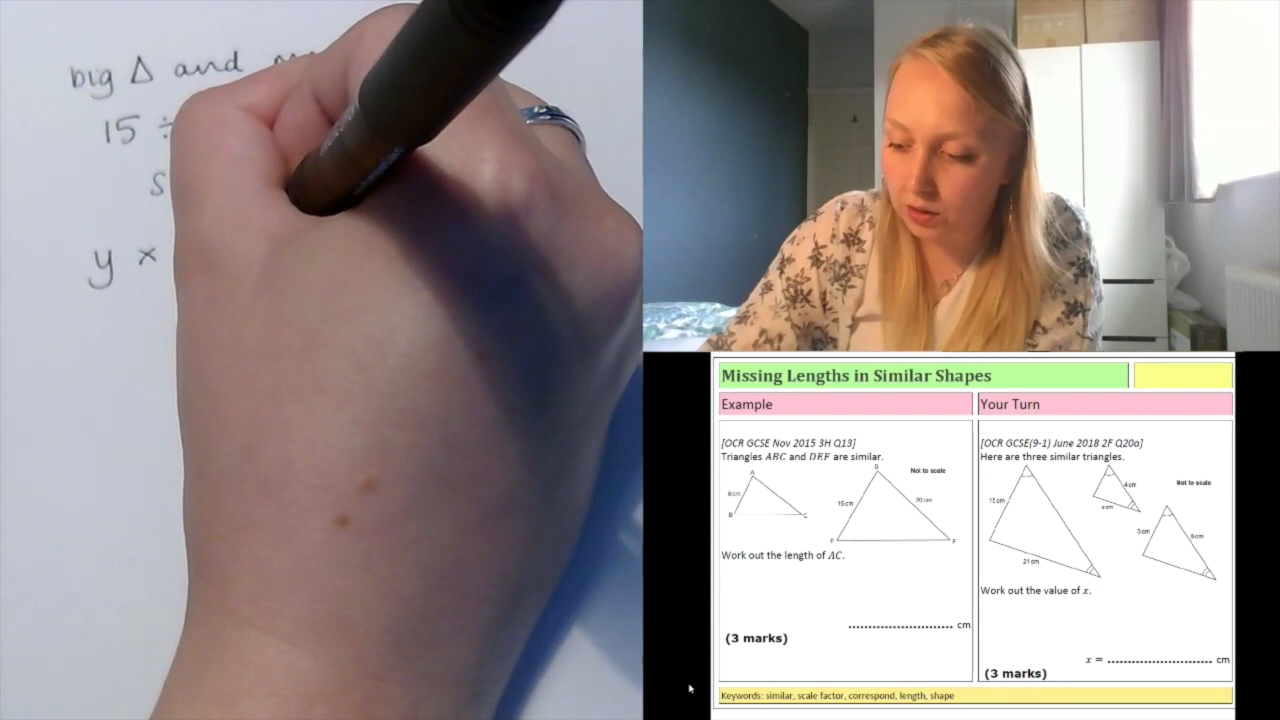 big Δ and
15 ÷
s
y ×
Missing Lengths in Similar Shapes
Example
Your Turn
[OCR GCSE Nov 2015 3H Q13]
Triangles ABC and DEF are similar.
Not to scale
A
6cm
B
C
D
15cm
20cm
F
Work out the length of AC.
cm
(3 marks)
[OCR GCSE(9-1) June 2018 2F Q20a]
Here are three similar triangles.
Not to scale
15cm
21cm
4cm
xcm
5cm
Work out the value of x.
x = cm
(3 marks)
Keywords: similar, scale factor, correspond, length, shape